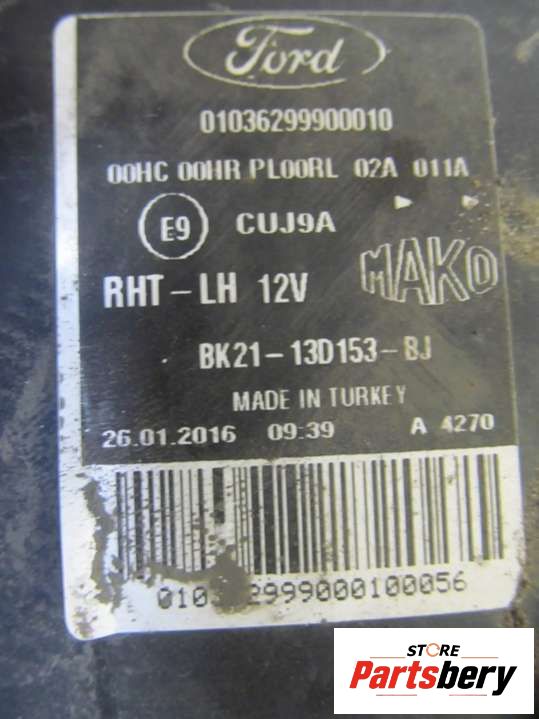 Ford
01036299900010
00HC 00HR PL00RL 02A 011A
E9 CUJ9A
RHT-LH 12V MAKO
BK21-13D153-BJ
MADE IN TURKEY
26.01.2016 09:39 A 4270
STORE
Partsbery